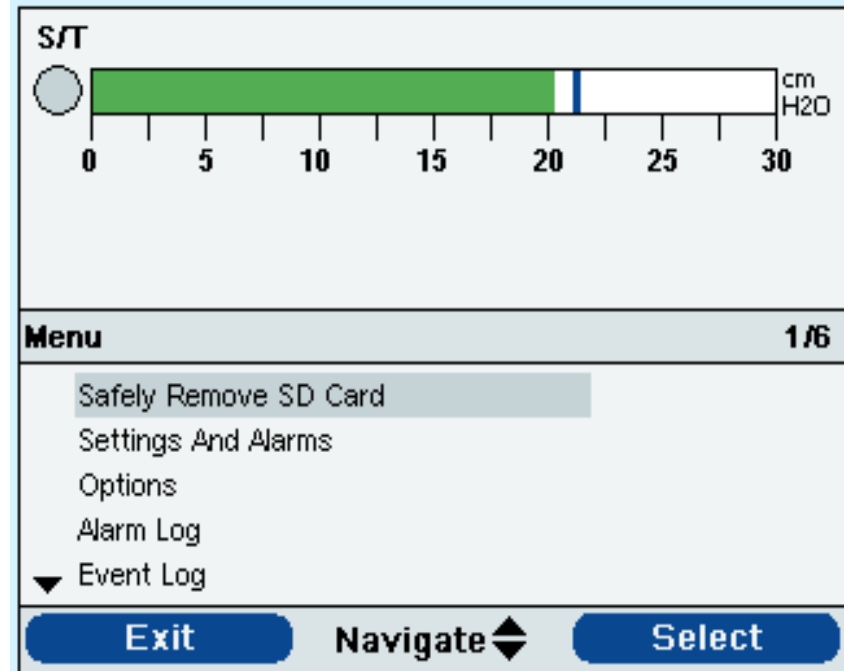 S/T
cm
H2O
0 5 10 15 20 25 30
Menu 1/6
Safely Remove SD Card
Settings And Alarms
Options
Alarm Log
Event Log
Exit Navigate Select